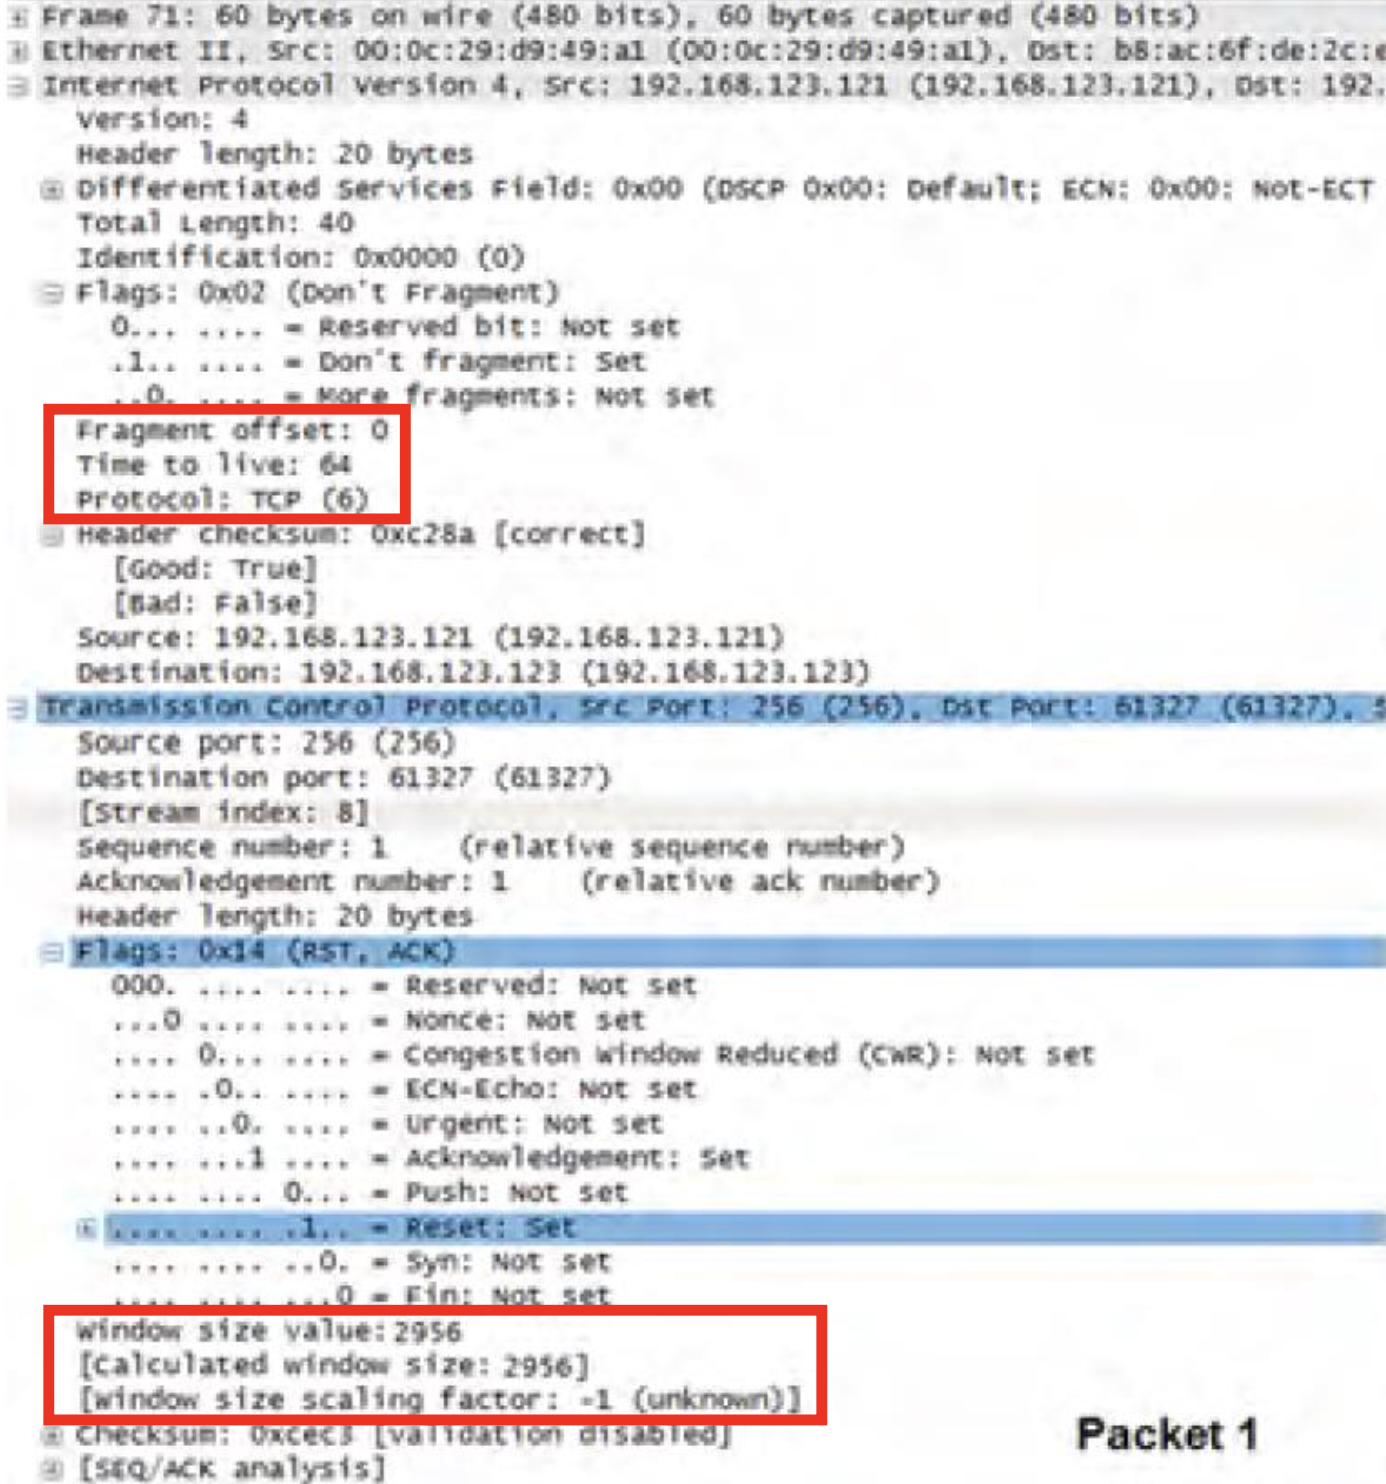 Frame 71: 60 bytes on wire (480 bits), 60 bytes captured (480 bits)
Ethernet II, Src: 00:0c:29:d9:49:a1 (00:0c:29:d9:49:a1), Dst: b8:ac:6f:de:2c:e
Internet Protocol Version 4, Src: 192.168.123.121 (192.168.123.121), Dst: 192.
Version: 4
Header length: 20 bytes
Differentiated Services Field: 0x00 (DSCP 0x00: Default; ECN: 0x00: Not-ECT
Total Length: 40
Identification: 0x0000 (0)
Flags: 0x02 (Don't Fragment)
0... .... = Reserved bit: Not set
.1.. .... = Don't fragment: Set
..0. .... = More fragments: Not set
Fragment offset: 0
Time to live: 64
Protocol: TCP (6)
Header checksum: 0xc28a [correct]
[Good: True]
[Bad: False]
Source: 192.168.123.121 (192.168.123.121)
Destination: 192.168.123.123 (192.168.123.123)
Transmission Control Protocol, Src Port: 256 (256), Dst Port: 61327 (61327), S
Source port: 256 (256)
Destination port: 61327 (61327)
[Stream index: 8]
Sequence number: 1 (relative sequence number)
Acknowledgement number: 1 (relative ack number)
Header length: 20 bytes
Flags: 0x14 (RST, ACK)
000. .... .... = Reserved: Not set
...0 .... .... = Nonce: Not set
.... 0... .... = Congestion Window Reduced (CWR): Not set
.... .0.. .... = ECN-Echo: Not set
.... ..0. .... = Urgent: Not set
.... ...1 .... = Acknowledgement: Set
.... .... 0... = Push: Not set
.... .... .1.. = Reset: Set
.... .... ..0. = Syn: Not set
.... .... ...0 = Fin: Not set
Window size value: 2956
[Calculated window size: 2956]
[Window size scaling factor: -1 (unknown)]
Checksum: 0xcec3 [validation disabled]
[SEQ/ACK analysis]
Packet 1